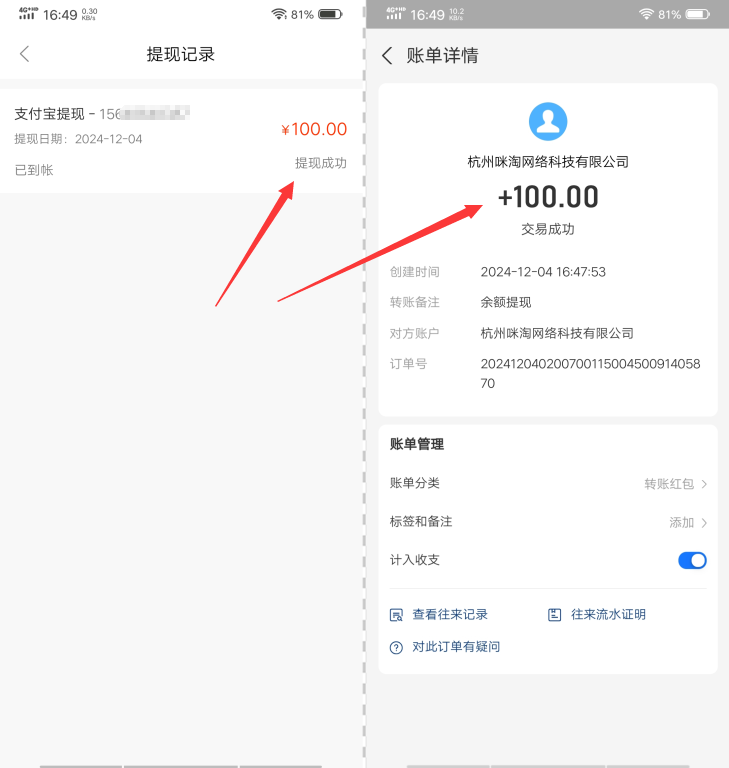 4G+HD 16:49 0.30 KB/s 81%
提现记录
支付宝提现 - 156
提现日期: 2024-12-04
¥100.00
提现成功
已到帐
4G+HD 16:49 10.2 KB/s 81%
账单详情
杭州咪淘网络科技有限公司
+100.00
交易成功
创建时间 2024-12-04 16:47:53
转账备注 余额提现
对方账户 杭州咪淘网络科技有限公司
订单号 202412040200700115004500914058
70
账单管理
账单分类 转账红包
标签和备注 添加
计入收支
查看往来记录 往来流水证明
对此订单有疑问